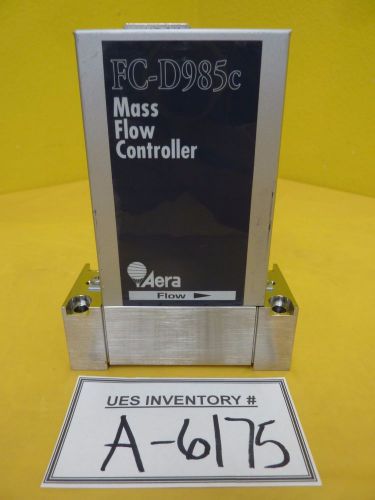 FC-D985c
Mass
Flow
Controller
Aera
Flow
UES INVENTORY #
A-6175